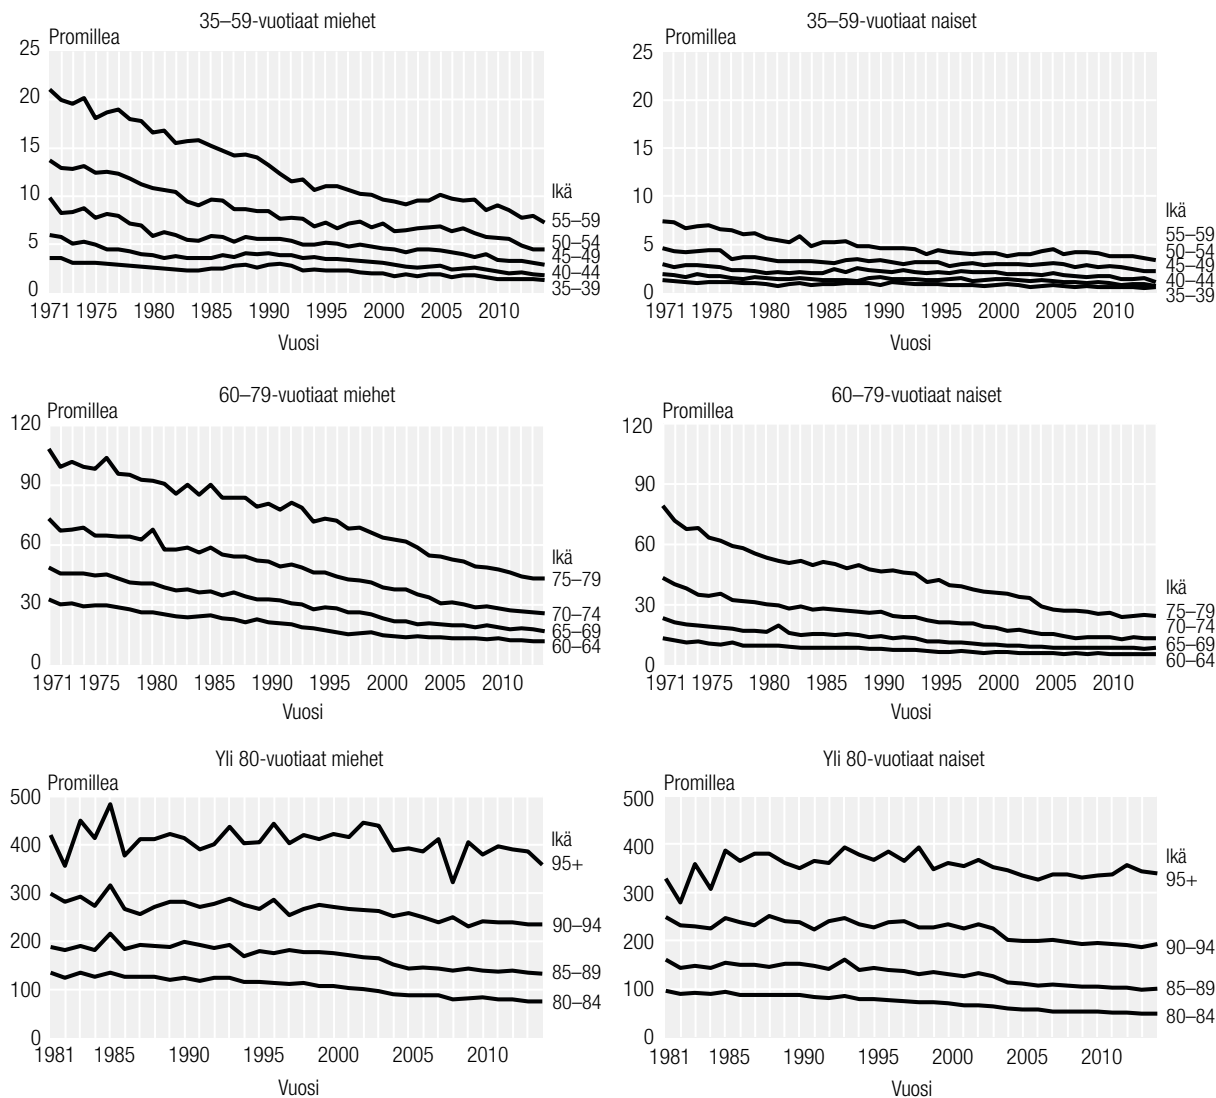 35–59-vuotiaat miehet
Promillea
25
20
15
10
5
0
Ikä
55–59
50–54
45–49
40–44
35–39
1971 1975 1980 1985 1990 1995 2000 2005 2010
Vuosi
35–59-vuotiaat naiset
Promillea
25
20
15
10
5
0
Ikä
55–59
50–54
45–49
40–44
35–39
1971 1975 1980 1985 1990 1995 2000 2005 2010
Vuosi
60–79-vuotiaat miehet
Promillea
120
90
60
30
0
Ikä
75–79
70–74
65–69
60–64
1971 1975 1980 1985 1990 1995 2000 2005 2010
Vuosi
60–79-vuotiaat naiset
Promillea
120
90
60
30
0
Ikä
75–79
70–74
65–69
60–64
1971 1975 1980 1985 1990 1995 2000 2005 2010
Vuosi
Yli 80-vuotiaat miehet
Promillea
500
400
300
200
100
0
Ikä
95+
90–94
85–89
80–84
1981 1985 1990 1995 2000 2005 2010
Vuosi
Yli 80-vuotiaat naiset
Promillea
500
400
300
200
100
0
Ikä
95+
90–94
85–89
80–84
1981 1985 1990 1995 2000 2005 2010
Vuosi